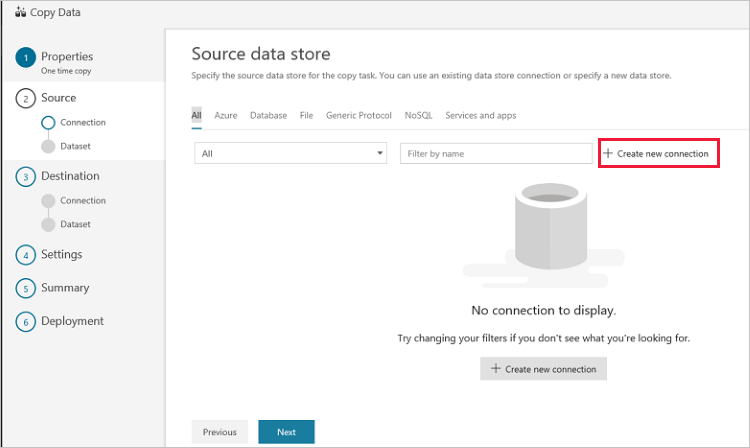 Copy Data
1 Properties
One time copy
2 Source
Connection
Dataset
3 Destination
Connection
Dataset
4 Settings
5 Summary
6 Deployment
Source data store
Specify the source data store for the copy task. You can use an existing data store connection or specify a new data store.
All Azure Database File Generic Protocol NoSQL Services and apps
All Filter by name + Create new connection
No connection to display.
Try changing your filters if you don't see what you're looking for.
+ Create new connection
Previous Next